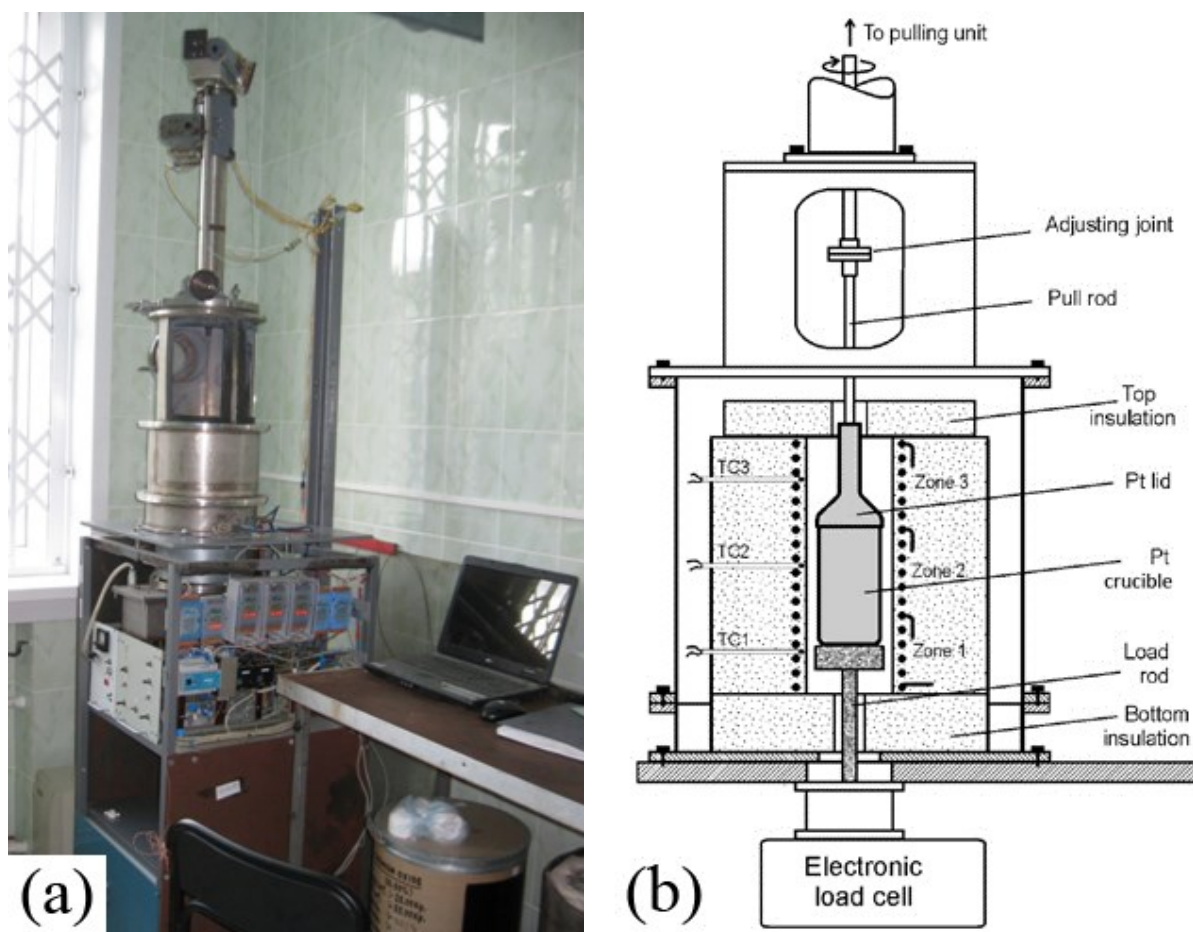 (a)
To pulling unit
Adjusting joint
Pull rod
Top
insulation
TC3
Zone 3
Pt lid
TC2
Zone 2
Pt
crucible
TC1
Zone 1
Load
rod
Bottom
insulation
Electronic
load cell
(b)